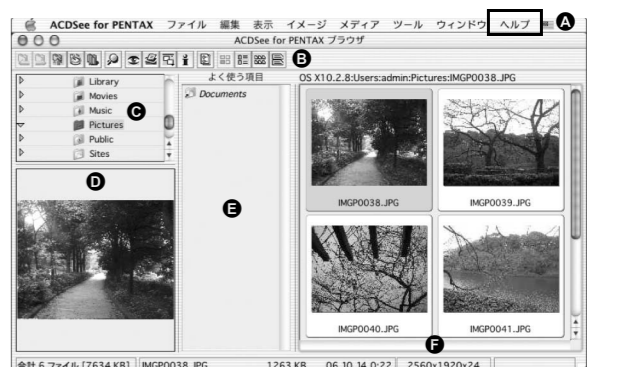 ACDSee for PENTAX ファイル 編集 表示 イメージ メディア ツール ウィンドウ ヘルプ A
ACDSee for PENTAX ブラウザ
B
Library
Movies
Music
Pictures
Public
Sites
C
よく使う項目
Documents
OS X10.2.8:Users:admin:Pictures:IMGP0038.JPG
D
E
IMGP0038.JPG
IMGP0039.JPG
IMGP0040.JPG
IMGP0041.JPG
F
合計 6 ファイル [7634 KB] IMGP0038.JPG 1263 KB 06.10.14 0:22 2560x1920x24